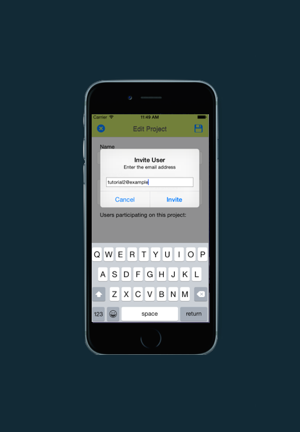 Carrier 11:48 AM
Edit Project
Name
Invite User
Enter the email address
tutorial2@example
Cancel Invite
Users participating on this project:
Q W E R T Y U I O P
A S D F G H J K L
Z X C V B N M
123 space return